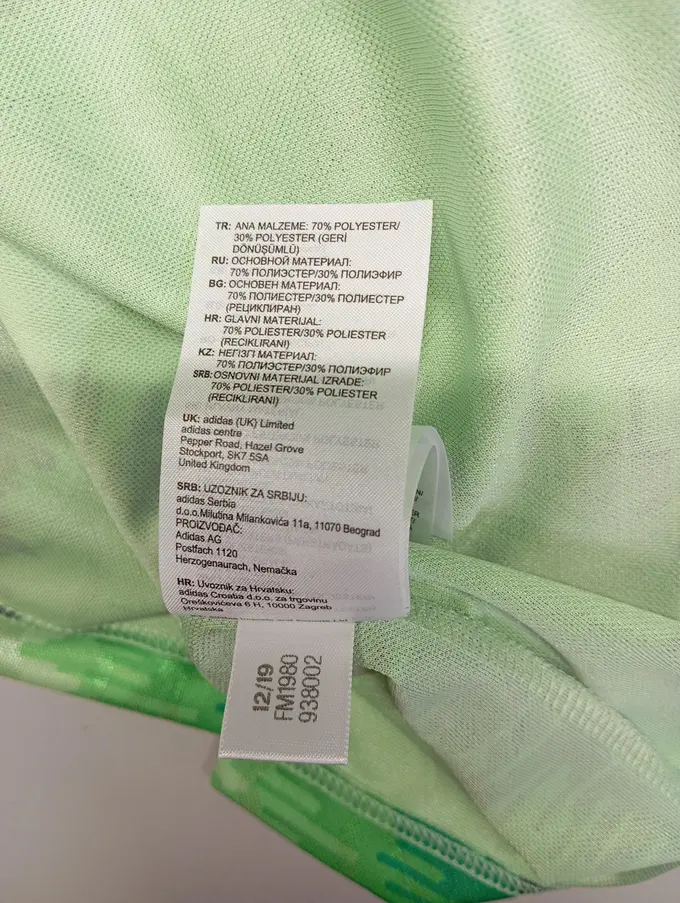 TR: ANA MALZEME: 70% POLYESTER/
30% POLYESTER (GERİ
DÖNÜŞÜMLÜ)
RU: ОСНОВНОЙ МАТЕРИАЛ:
70% ПОЛИЭСТЕР/30% ПОЛИЭФИР
BG: ОСНОВЕН МАТЕРИАЛ:
70% ПОЛИЕСТЕР/30% ПОЛИЕСТЕР
(РЕЦИКЛИРАН)
HR: GLAVNI MATERIJAL:
70% POLIESTER/30% POLIESTER
(RECIKLIRANI)
KZ: НЕГІЗГІ МАТЕРИАЛ:
70% ПОЛИЭСТЕР/30% ПОЛИЭФИР
SRB: OSNOVNI MATERIJAL IZRADE:
70% POLIESTER/30% POLIESTER
(RECIKLIRANI)
UK: adidas (UK) Limited
adidas centre
Pepper Road, Hazel Grove
Stockport, SK7 5SA
United Kingdom
SRB: UZOZNIK ZA SRBIJU:
adidas Serbia
d.o.o.Milutina Milankovića 11a, 11070 Beograd
PROIZVOĐAČ:
Adidas AG
Postfach 1120
Herzogenaurach, Nemačka
HR: Uvoznik za Hrvatsku:
adidas Croatia d.o.o. za trgovinu
Oreškovićeva 6 H, 10000 Zagreb
Hrvatska
12/19
FM1980
938002